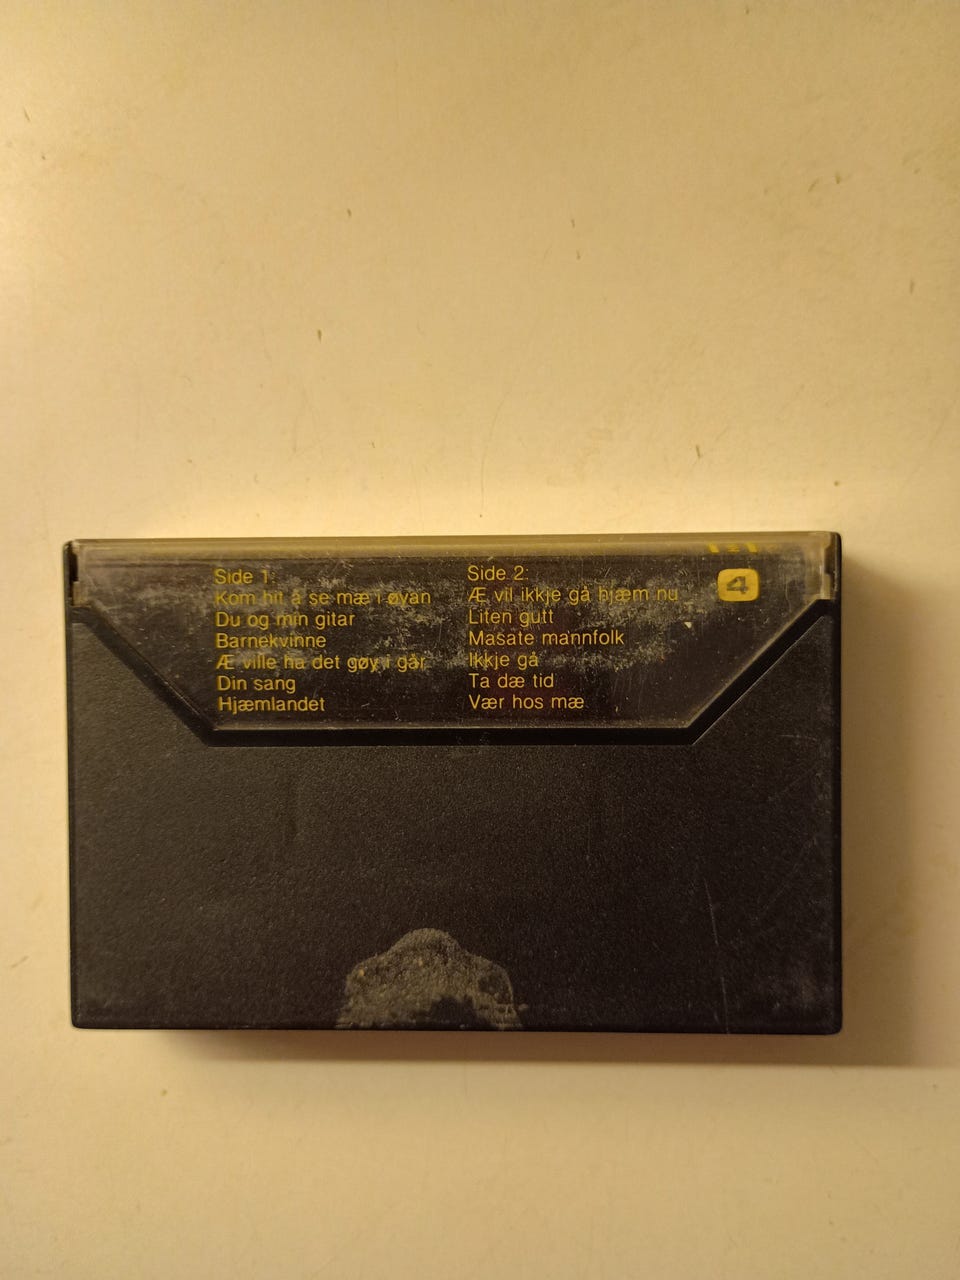 Side 1:
Kom hit å se mæ i øyan
Du og min gitar
Barnekvinne
Æ ville ha det gøy i går
Din sang
Hjæmlandet
Side 2:
Æ vil ikkje gå hjæm nu
Liten gutt
Masate mannfolk
Ikkje gå
Ta dæ tid
Vær hos mæ
4